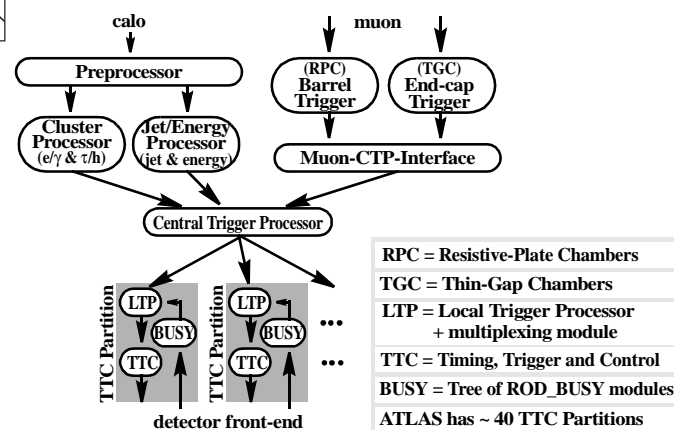 calo
muon
Preprocessor
(RPC)
Barrel
Trigger
(TGC)
End-cap
Trigger
Cluster
Processor
(e/γ & τ/h)
Jet/Energy
Processor
(jet & energy)
Muon-CTP-Interface
Central Trigger Processor
TTC Partition
LTP
BUSY
TTC
TTC Partition
LTP
BUSY
TTC
...
...
detector front-end
RPC = Resistive-Plate Chambers
TGC = Thin-Gap Chambers
LTP = Local Trigger Processor
+ multiplexing module
TTC = Timing, Trigger and Control
BUSY = Tree of ROD_BUSY modules
ATLAS has ~ 40 TTC Partitions